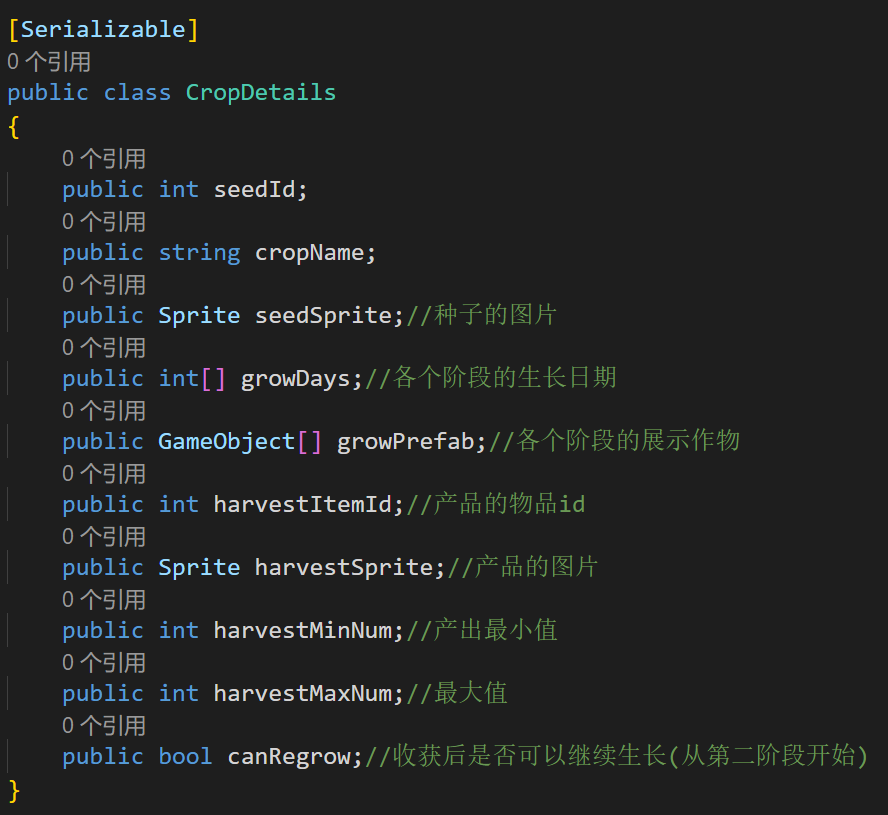 [Serializable]
0 个引用
public class CropDetails
{
0 个引用
public int seedId;
0 个引用
public string cropName;
0 个引用
public Sprite seedSprite;//种子的图片
0 个引用
public int[] growDays;//各个阶段的生长日期
0 个引用
public GameObject[] growPrefab;//各个阶段的展示作物
0 个引用
public int harvestItemId;//产品的物品id
0 个引用
public Sprite harvestSprite;//产品的图片
0 个引用
public int harvestMinNum;//产出最小值
0 个引用
public int harvestMaxNum;//最大值
0 个引用
public bool canRegrow;//收获后是否可以继续生长(从第二阶段开始)
}